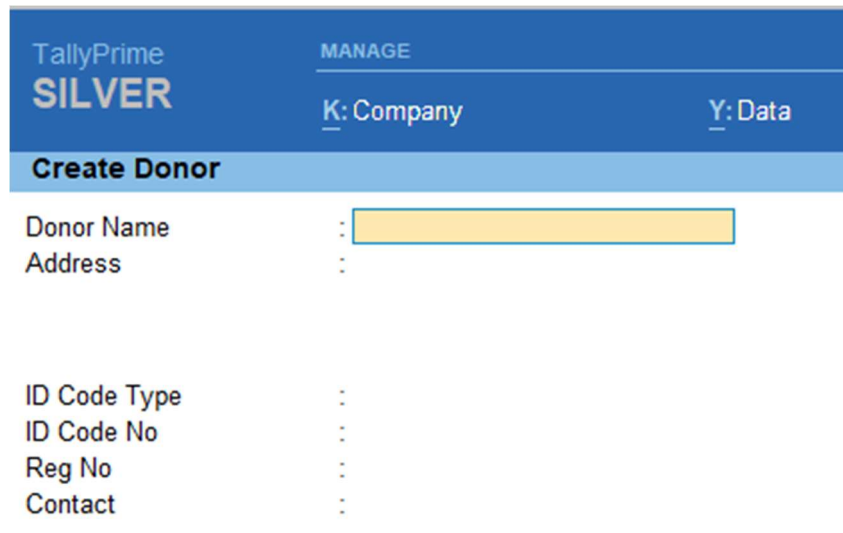 TallyPrime MANAGE
SILVER
K: Company Y: Data
Create Donor
Donor Name :
Address :
ID Code Type :
ID Code No :
Reg No :
Contact :